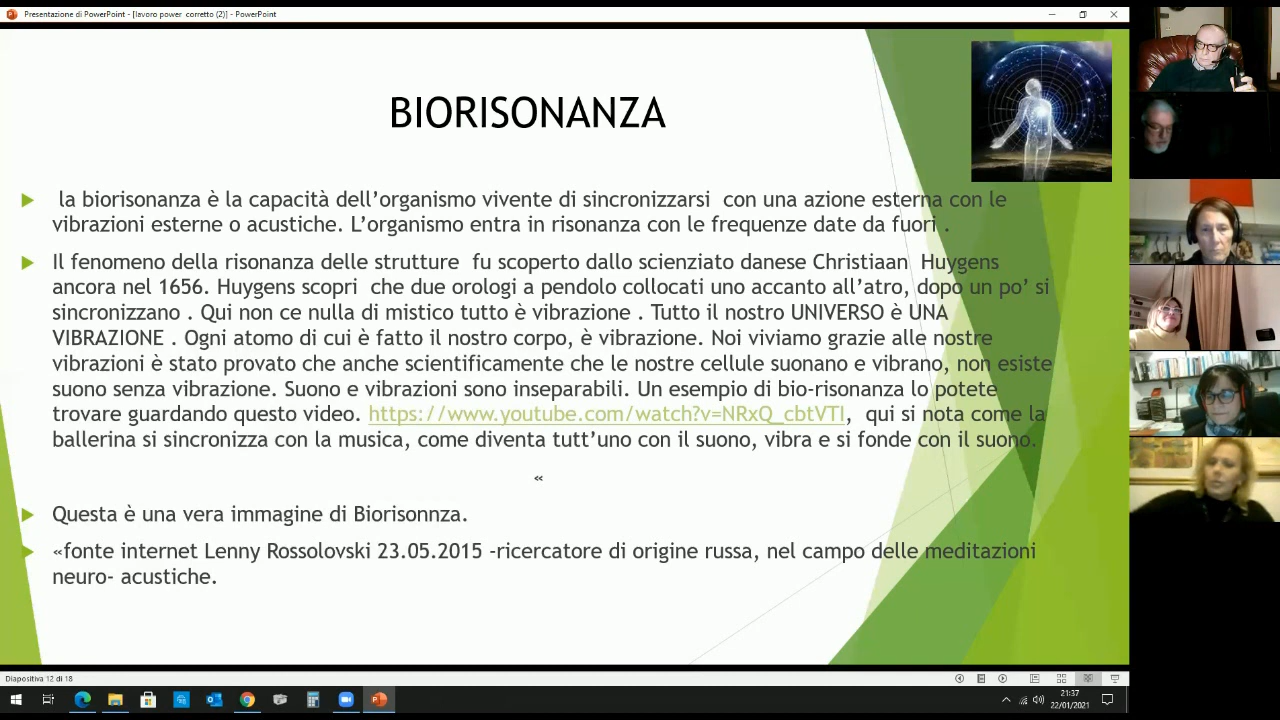 Presentazione di PowerPoint - [lavoro power corretto (2)] - PowerPoint
BIORISONANZA
la biorisonanza è la capacità dell’organismo vivente di sincronizzarsi con una azione esterna con le
vibrazioni esterne o acustiche. L’organismo entra in risonanza con le frequenze date da fuori .
Il fenomeno della risonanza delle strutture fu scoperto dallo scienziato danese Christiaan Huygens
ancora nel 1656. Huygens scopri che due orologi a pendolo collocati uno accanto all’atro, dopo un po’ si
sincronizzano . Qui non ce nulla di mistico tutto è vibrazione . Tutto il nostro UNIVERSO è UNA
VIBRAZIONE . Ogni atomo di cui è fatto il nostro corpo, è vibrazione. Noi viviamo grazie alle nostre
vibrazioni è stato provato che anche scientificamente che le nostre cellule suonano e vibrano, non esiste
suono senza vibrazione. Suono e vibrazioni sono inseparabili. Un esempio di bio-risonanza lo potete
trovare guardando questo video. https://www.youtube.com/watch?v=NRxQ_cbtVTI, qui si nota come la
ballerina si sincronizza con la musica, come diventa tutt’uno con il suono, vibra e si fonde con il suono.
«
Questa è una vera immagine di Biorisonnza.
«fonte internet Lenny Rossolovski 23.05.2015 -ricercatore di origine russa, nel campo delle meditazioni
neuro- acustiche.
Diapositiva 12 di 18
21:37
22/01/2021